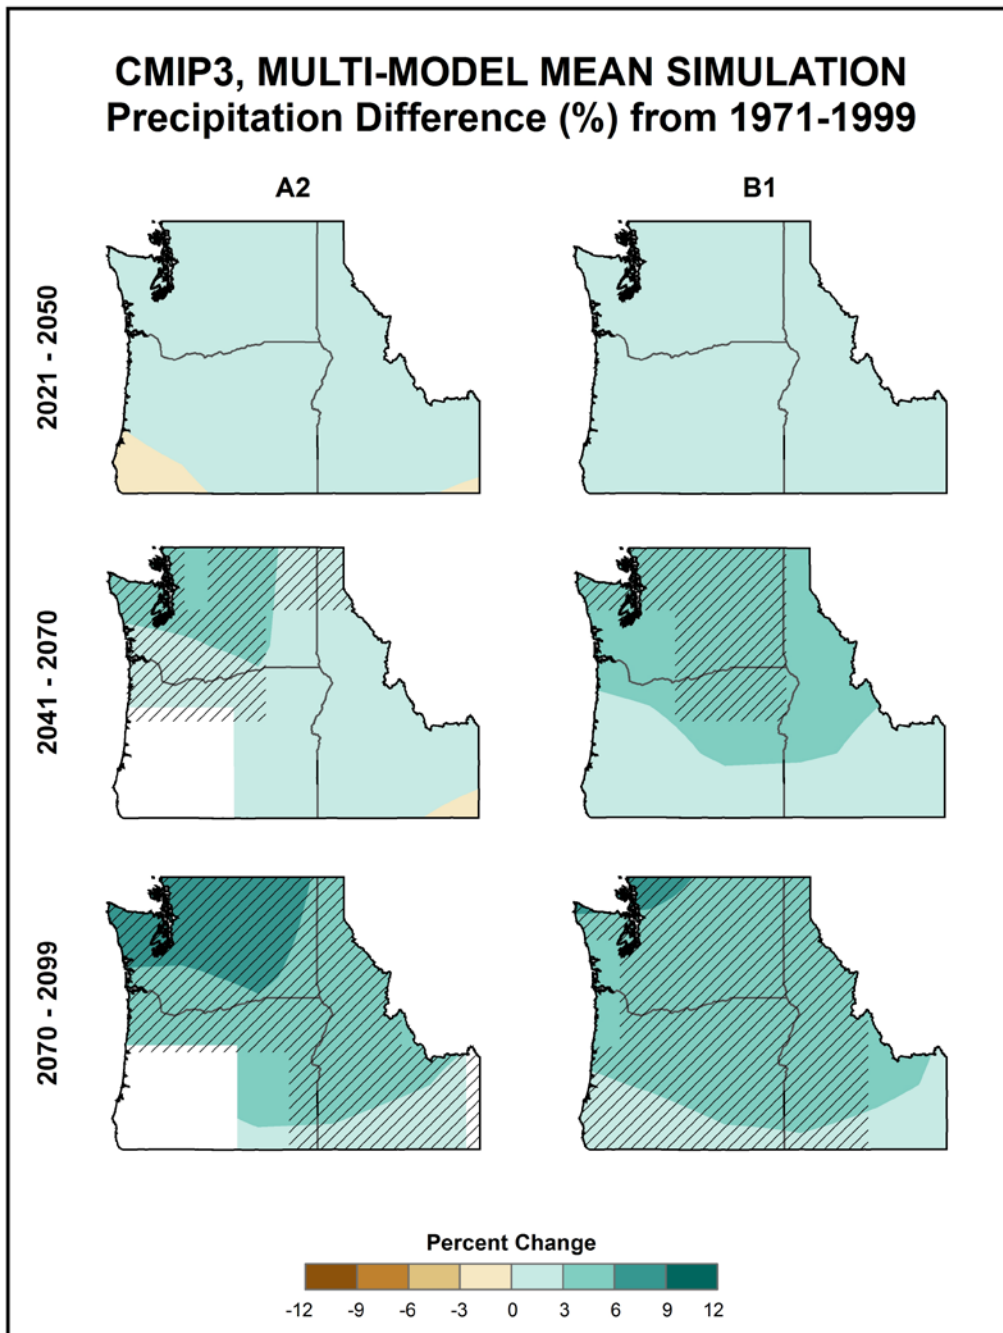 CMIP3, MULTI-MODEL MEAN SIMULATION
Precipitation Difference (%) from 1971-1999
A2
B1
2021 - 2050
2041 - 2070
2070 - 2099
Percent Change
-12 -9 -6 -3 0 3 6 9 12